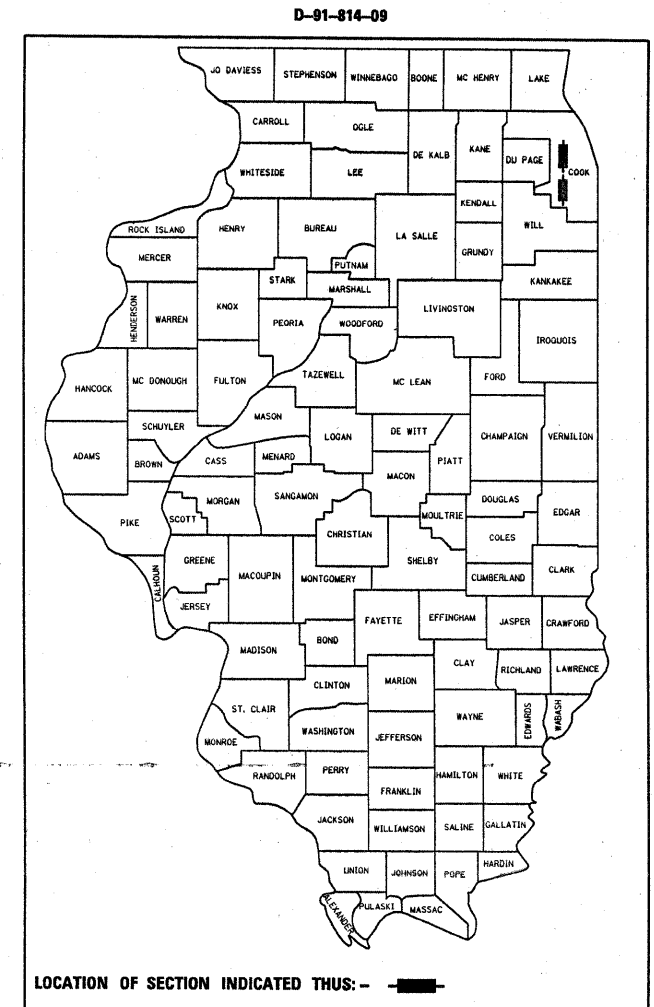 D-91-814-09
JO DAVIESS
STEPHENSON
WINNEBAGO
BOONE
MC HENRY
LAKE
CARROLL
OGLE
DE KALB
KANE
DU PAGE
COOK
WHITESIDE
LEE
KENDALL
WILL
ROCK ISLAND
HENRY
BUREAU
LA SALLE
GRUNDY
MERCER
PUTNAM
STARK
MARSHALL
KANKAKEE
HENDERSON
WARREN
KNOX
PEORIA
WOODFORD
LIVINGSTON
IROQUOIS
HANCOCK
MC DONOUGH
FULTON
TAZEWELL
MC LEAN
FORD
SCHUYLER
MASON
LOGAN
DE WITT
CHAMPAIGN
VERMILION
ADAMS
BROWN
CASS
MENARD
MACON
PIATT
PIKE
SCOTT
MORGAN
SANGAMON
CHRISTIAN
MOULTRIE
DOUGLAS
EDGAR
COLES
CALHOUN
GREENE
MACOUPIN
MONTGOMERY
SHELBY
CUMBERLAND
CLARK
JERSEY
FAYETTE
EFFINGHAM
JASPER
CRAWFORD
MADISON
BOND
CLAY
RICHLAND
LAWRENCE
CLINTON
MARION
ST. CLAIR
WAYNE
EDWARDS
WABASH
MONROE
WASHINGTON
JEFFERSON
RANDOLPH
PERRY
HAMILTON
WHITE
FRANKLIN
JACKSON
WILLIAMSON
SALINE
GALLATIN
UNION
JOHNSON
POPE
HARDIN
ALEXANDER
PULASKI
MASSAC
LOCATION OF SECTION INDICATED THUS: -